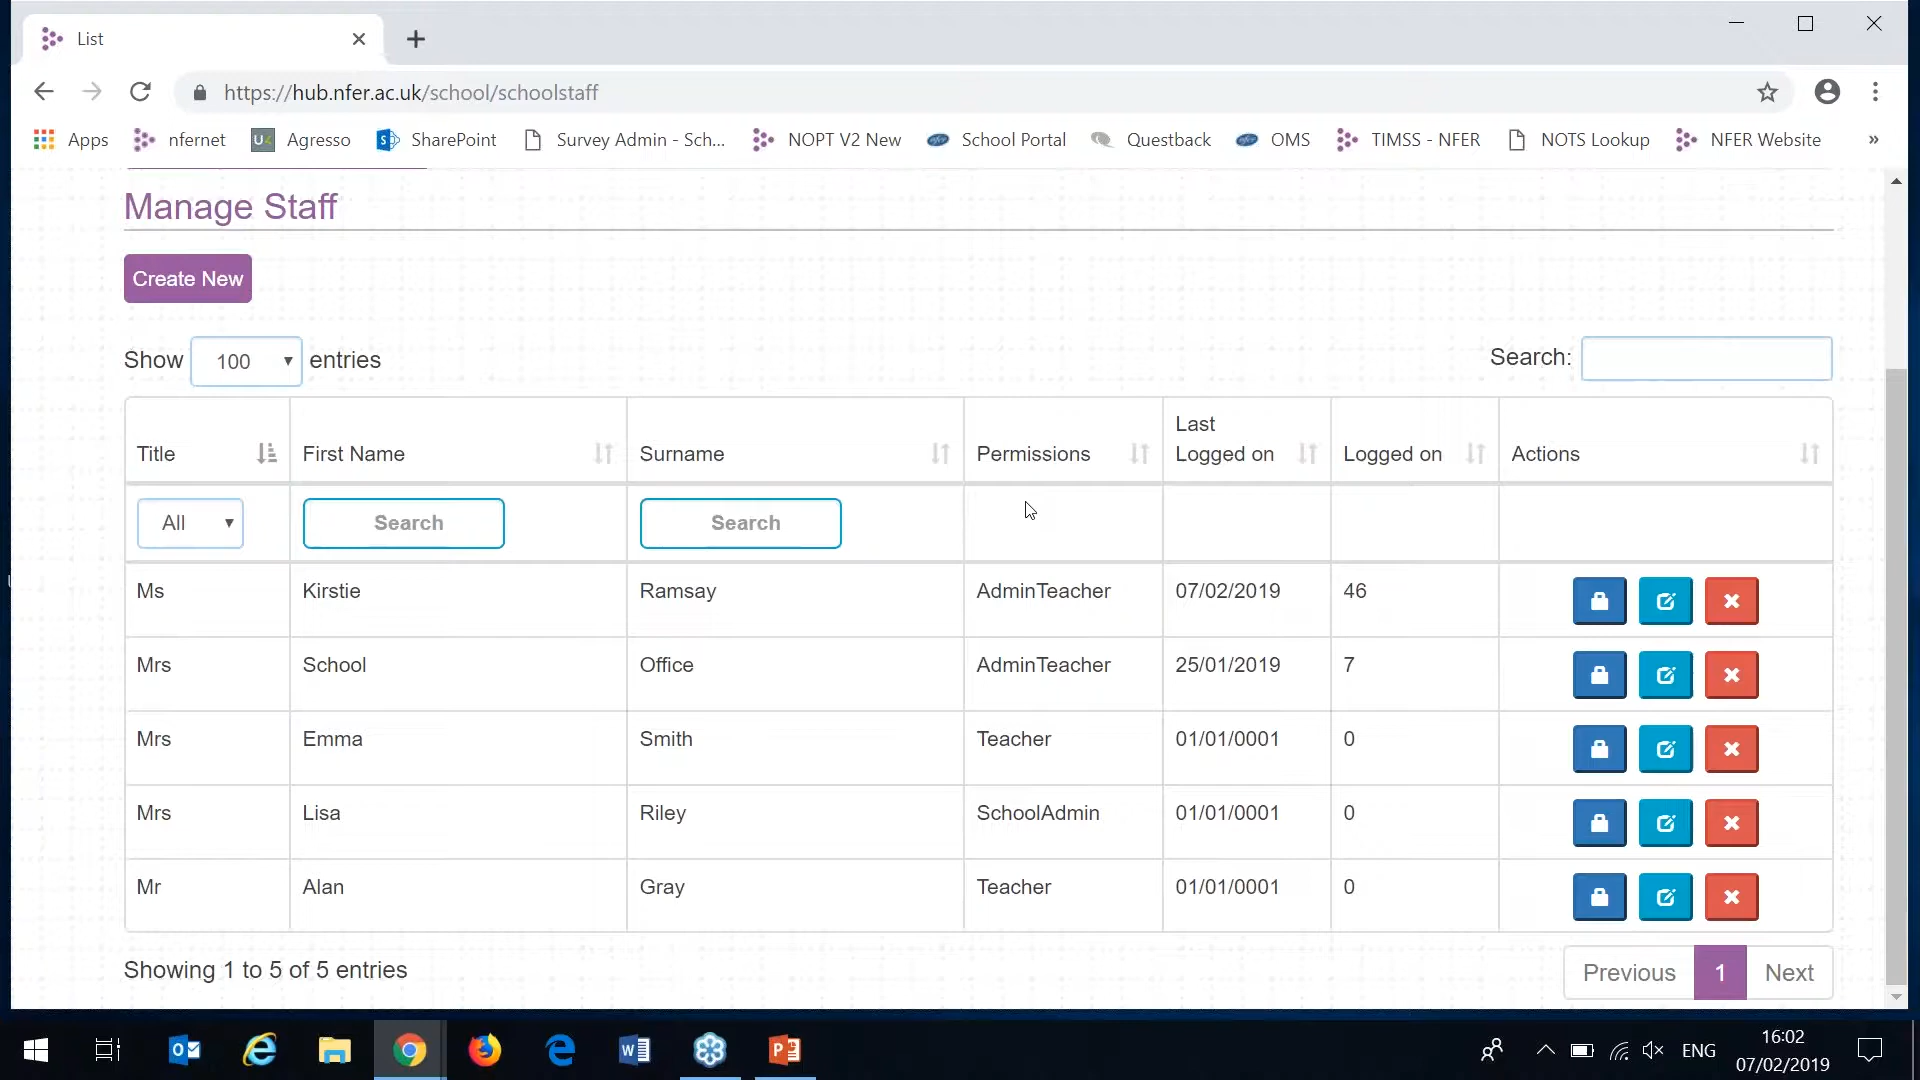 List
https://hub.nfer.ac.uk/school/schoolstaff
Apps nfernet Agresso SharePoint Survey Admin - Sch... NOPT V2 New School Portal Questback OMS TIMSS - NFER NOTS Lookup NFER Website »
Manage Staff
Create New
Show 100 entries Search:
Title First Name Surname Permissions Last Logged on Logged on Actions
All Search Search
Ms Kirstie Ramsay AdminTeacher 07/02/2019 46
Mrs School Office AdminTeacher 25/01/2019 7
Mrs Emma Smith Teacher 01/01/0001 0
Mrs Lisa Riley SchoolAdmin 01/01/0001 0
Mr Alan Gray Teacher 01/01/0001 0
Showing 1 to 5 of 5 entries Previous 1 Next
ENG 16:02
07/02/2019